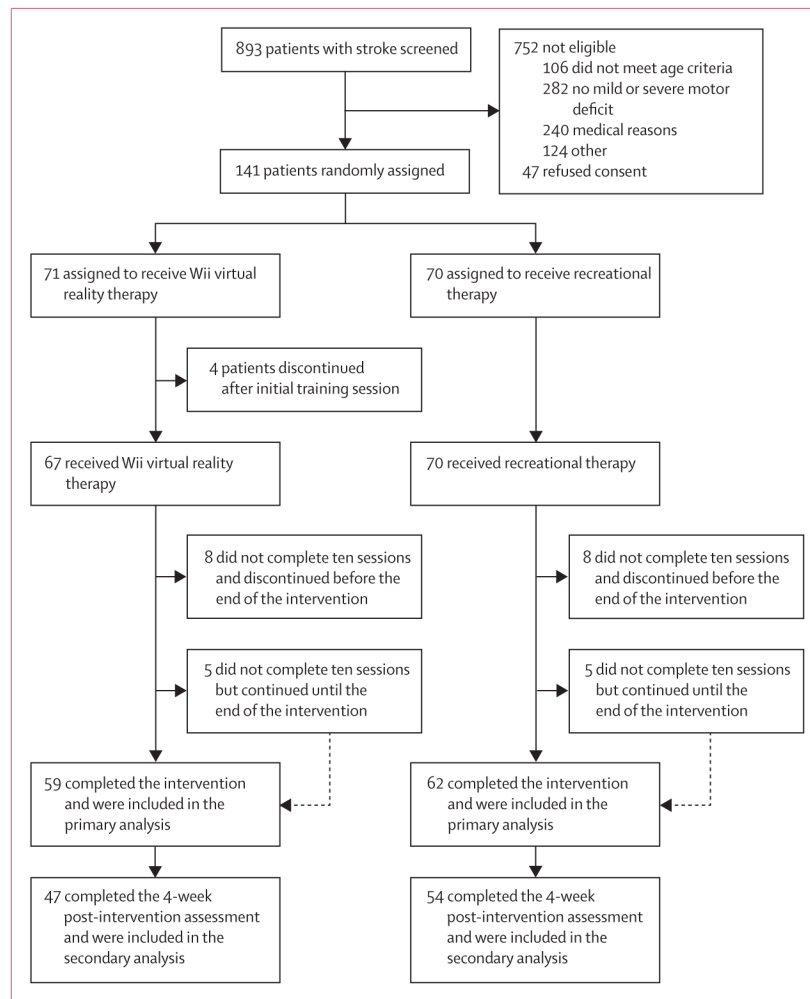 893 patients with stroke screened
752 not eligible
106 did not meet age criteria
282 no mild or severe motor
deficit
240 medical reasons
124 other
47 refused consent
141 patients randomly assigned
71 assigned to receive Wii virtual
reality therapy
70 assigned to receive recreational
therapy
4 patients discontinued
after initial training session
67 received Wii virtual reality
therapy
70 received recreational therapy
8 did not complete ten sessions
and discontinued before the
end of the intervention
8 did not complete ten sessions
and discontinued before the
end of the intervention
5 did not complete ten sessions
but continued until the
end of the intervention
5 did not complete ten sessions
but continued until the
end of the intervention
59 completed the intervention
and were included in the
primary analysis
62 completed the intervention
and were included in the
primary analysis
47 completed the 4-week
post-intervention assessment
and were included in the
secondary analysis
54 completed the 4-week
post-intervention assessment
and were included in the
secondary analysis